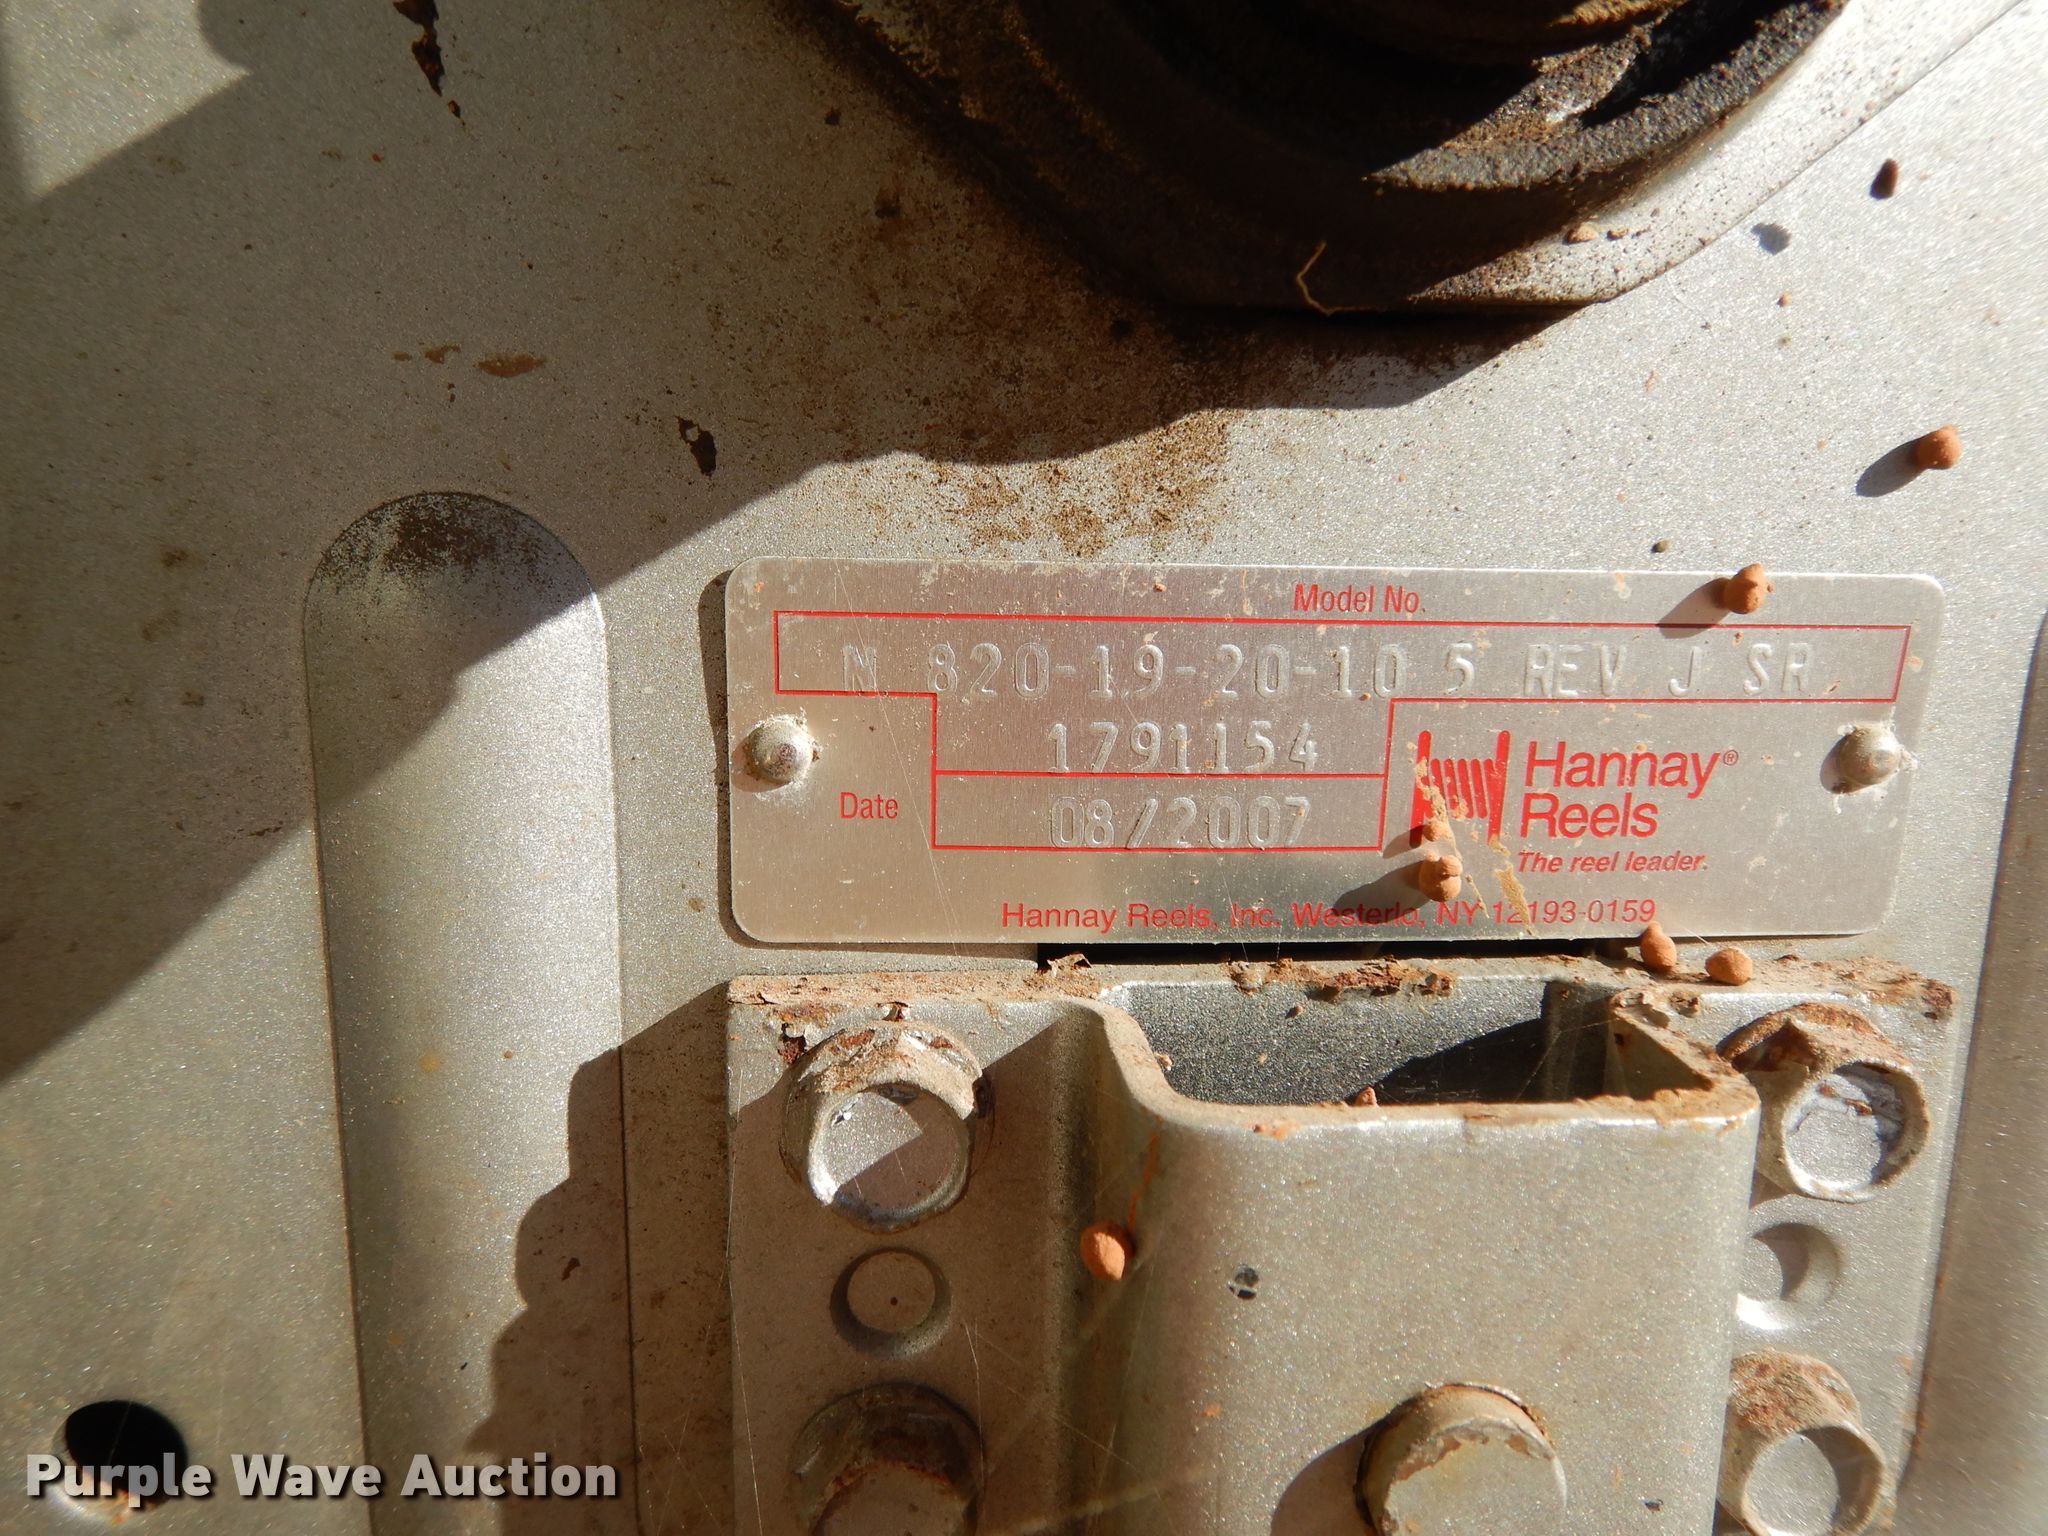 Model No.
N 820-19-20-10 5 REV J SR
1791154
Date 08/2007
Hannay®
Reels
The reel leader.
Hannay Reels, Inc. Westerlo, NY 12193-0159
Purple Wave Auction